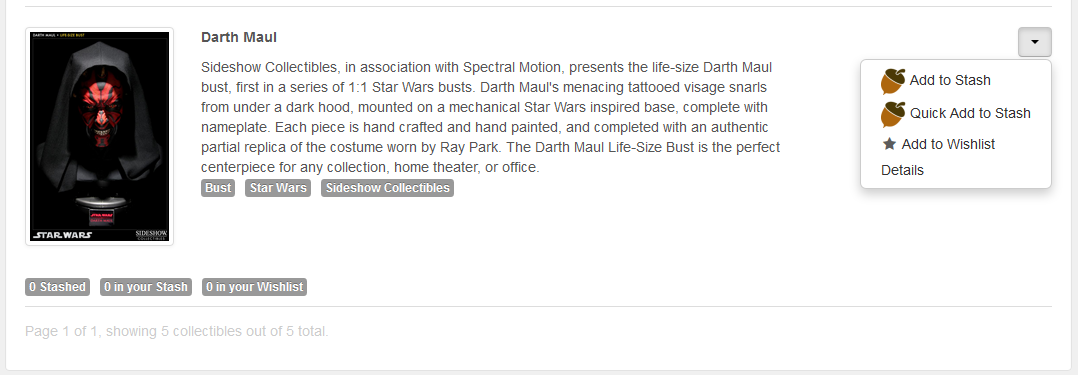 DARTH MAUL • LIFE-SIZE BUST
STAR WARS
STAR WARS
SIDESHOW
COLLECTIBLES
Darth Maul
Sideshow Collectibles, in association with Spectral Motion, presents the life-size Darth Maul
bust, first in a series of 1:1 Star Wars busts. Darth Maul's menacing tattooed visage snarls
from under a dark hood, mounted on a mechanical Star Wars inspired base, complete with
nameplate. Each piece is hand crafted and hand painted, and completed with an authentic
partial replica of the costume worn by Ray Park. The Darth Maul Life-Size Bust is the perfect
centerpiece for any collection, home theater, or office.
Bust Star Wars Sideshow Collectibles
Add to Stash
Quick Add to Stash
Add to Wishlist
Details
0 Stashed 0 in your Stash 0 in your Wishlist
Page 1 of 1, showing 5 collectibles out of 5 total.